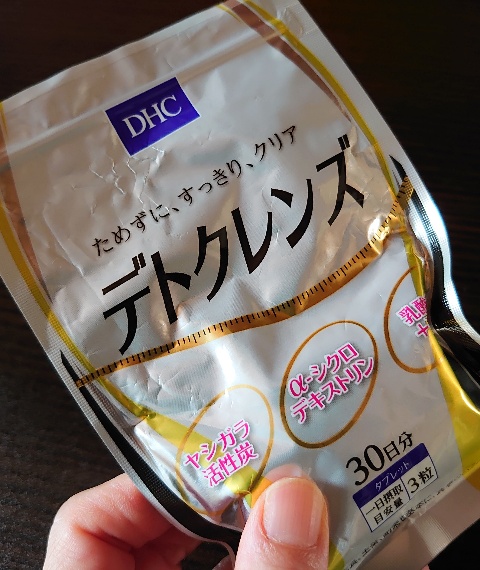 DHC
ためずに、すっきり、クリア
デトクレンズ
ヤシガラ
活性炭
α-シクロ
デキストリン
乳酸
+
30日分
タブレット
一日摂取
目安量
3粒